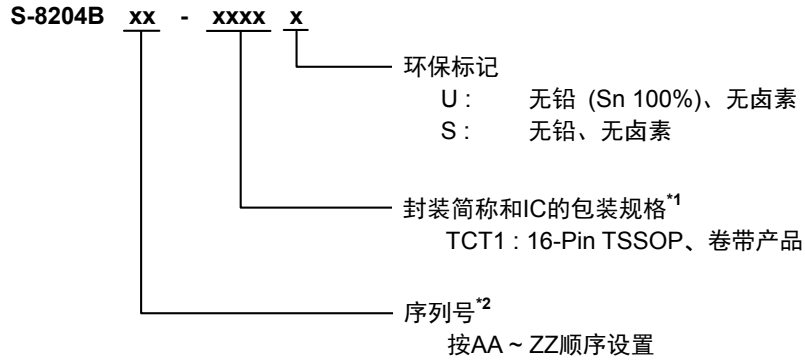 S-8204B xx - xxxx x
环保标记
U : 无铅 (Sn 100%)、无卤素
S : 无铅、无卤素
封装简称和IC的包装规格*1
TCT1 : 16-Pin TSSOP、卷带产品
序列号*2
按AA ~ ZZ顺序设置